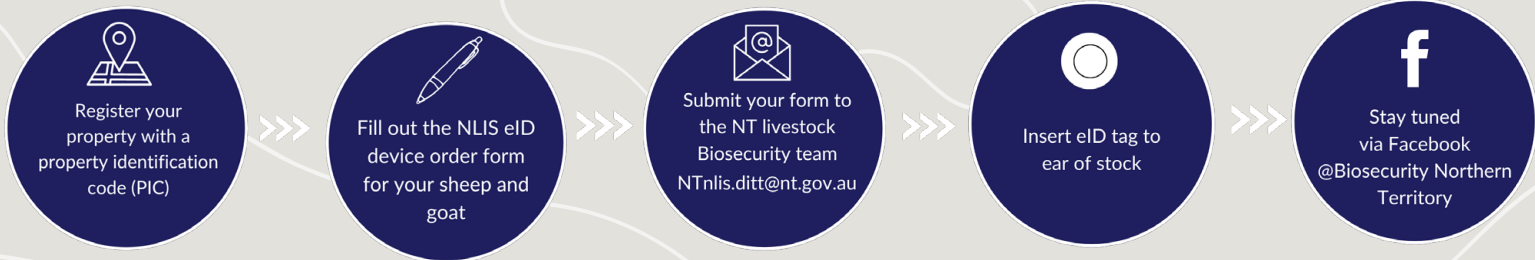 Register your
property with a
property identification
code (PIC)
Fill out the NLIS eID
device order form
for your sheep and
goat
Submit your form to
the NT livestock
Biosecurity team
NTnlis.ditt@nt.gov.au
Insert eID tag to
ear of stock
Stay tuned
via Facebook
@Biosecurity Northern
Territory